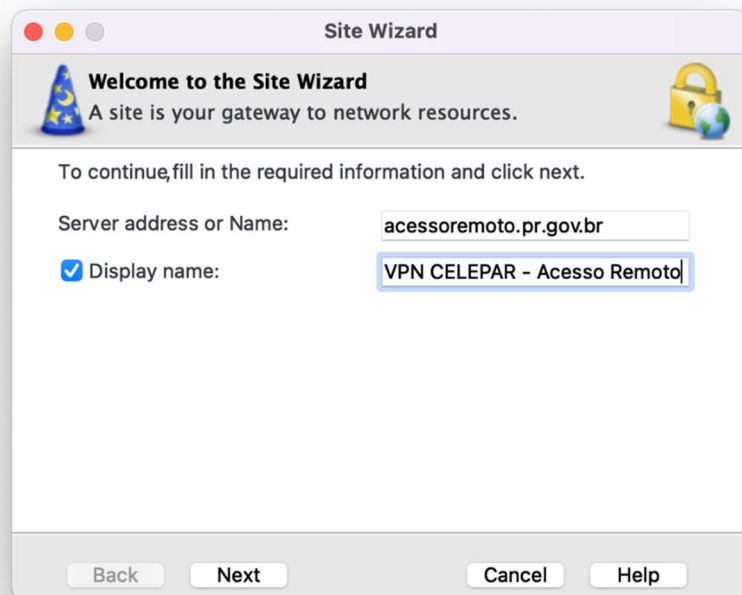 Site Wizard
Welcome to the Site Wizard
A site is your gateway to network resources.
To continue,fill in the required information and click next.
Server address or Name: acessoremoto.pr.gov.br
Display name: VPN CELEPAR - Acesso Remoto
Back Next Cancel Help